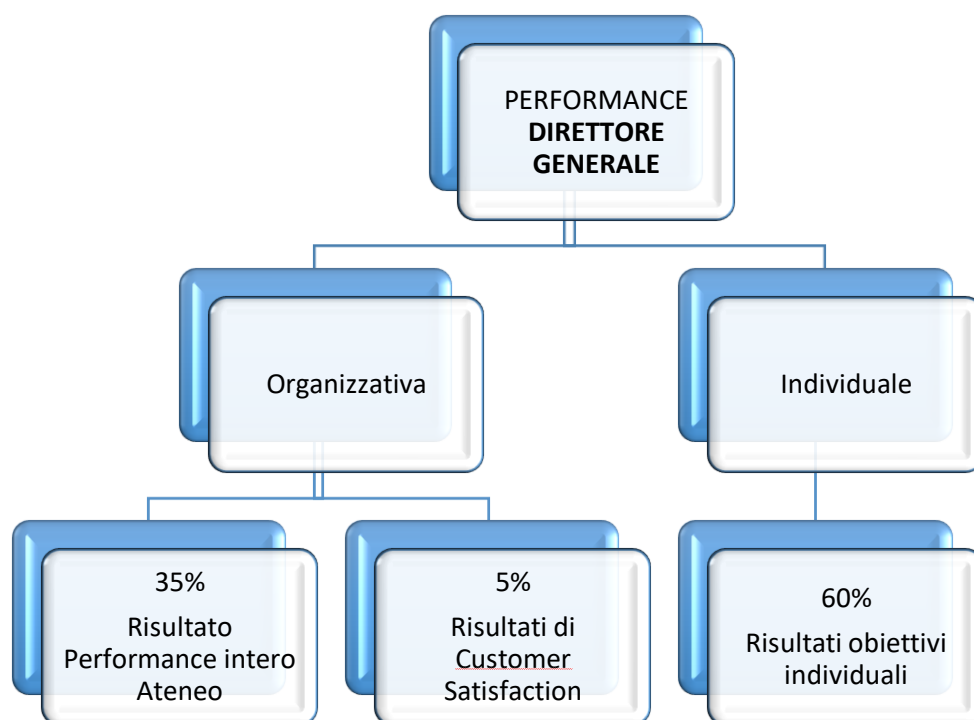 PERFORMANCE
DIRETTORE
GENERALE
Organizzativa
Individuale
35%
Risultato
Performance intero
Ateneo
5%
Risultati di
Customer
Satisfaction
60%
Risultati obiettivi
individuali